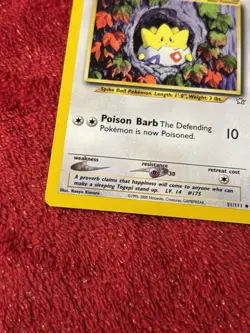 Spike Ball Pokémon. Length: 1' 0", Weight: 3 lbs.
Poison Barb The Defending
Pokémon is now Poisoned.
10
weakness
resistance
retreat cost
-30
A proverb claims that happiness will come to anyone who can
make a sleeping Togepi stand up. LV. 14 #175
51/111